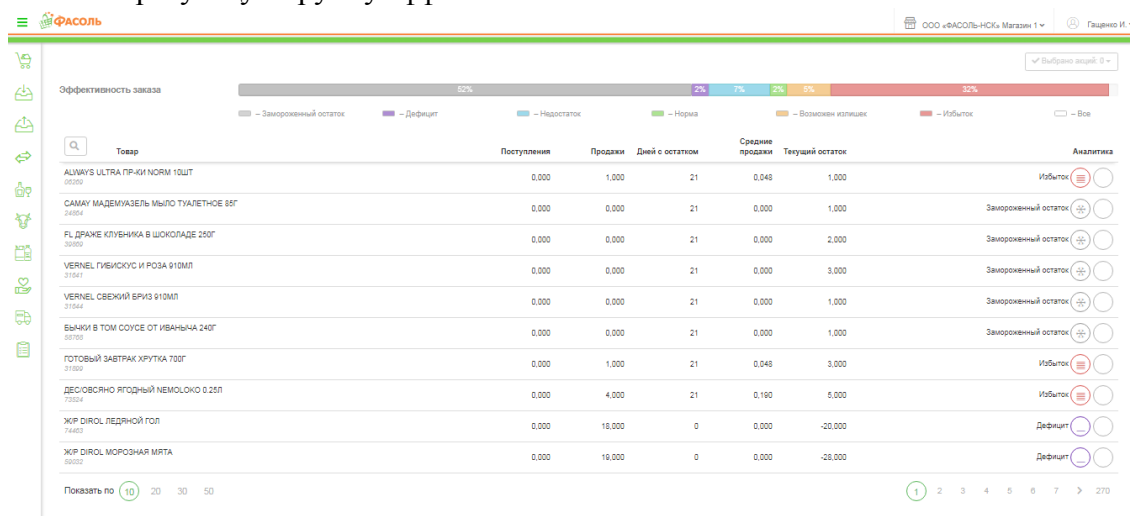 ФАСОЛЬ
ООО «ФАСОЛЬ-НСК» Магазин 1
Гащенко И.
Выбрано акций: 0
Эффективность заказа
52% 2% 7% 2% 5% 32%
– Замороженный остаток – Дефицит – Недостаток – Норма – Возможен излишек – Избыток – Все
Товар Поступления Продажи Дней с остатком Средние продажи Текущий остаток Аналитика
ALWAYS ULTRA ПР-КИ NORM 10ШТ 0,000 1,000 21 0,048 1,000 Избыток
06269
CAMAY МАДЕМУАЗЕЛЬ МЫЛО ТУАЛЕТНОЕ 85Г 0,000 0,000 21 0,000 1,000 Замороженный остаток
24864
FL ДРАЖЕ КЛУБНИКА В ШОКОЛАДЕ 250Г 0,000 0,000 21 0,000 2,000 Замороженный остаток
VERNEL ГИБИСКУС И РОЗА 910МЛ 0,000 0,000 21 0,000 3,000 Замороженный остаток
31641
VERNEL СВЕЖИЙ БРИЗ 910МЛ 0,000 0,000 21 0,000 1,000 Замороженный остаток
31644
БЫЧКИ В ТОМ СОУСЕ ОТ ИВАНЫЧА 240Г 0,000 0,000 21 0,000 1,000 Замороженный остаток
58766
ГОТОВЫЙ ЗАВТРАК ХРУТКА 700Г 0,000 1,000 21 0,048 3,000 Избыток
31899
ДЕС/ОВСЯНО ЯГОДНЫЙ NEMOLOKO 0.25Л 0,000 4,000 21 0,190 5,000 Избыток
73524
Ж/Р DIROL ЛЕДЯНОЙ ГОЛ 0,000 18,000 0 0,000 -20,000 Дефицит
74463
Ж/Р DIROL МОРОЗНАЯ МЯТА 0,000 19,000 0 0,000 -28,000 Дефицит
59032
Показать по 10 20 30 50 1 2 3 4 5 6 7 > 270